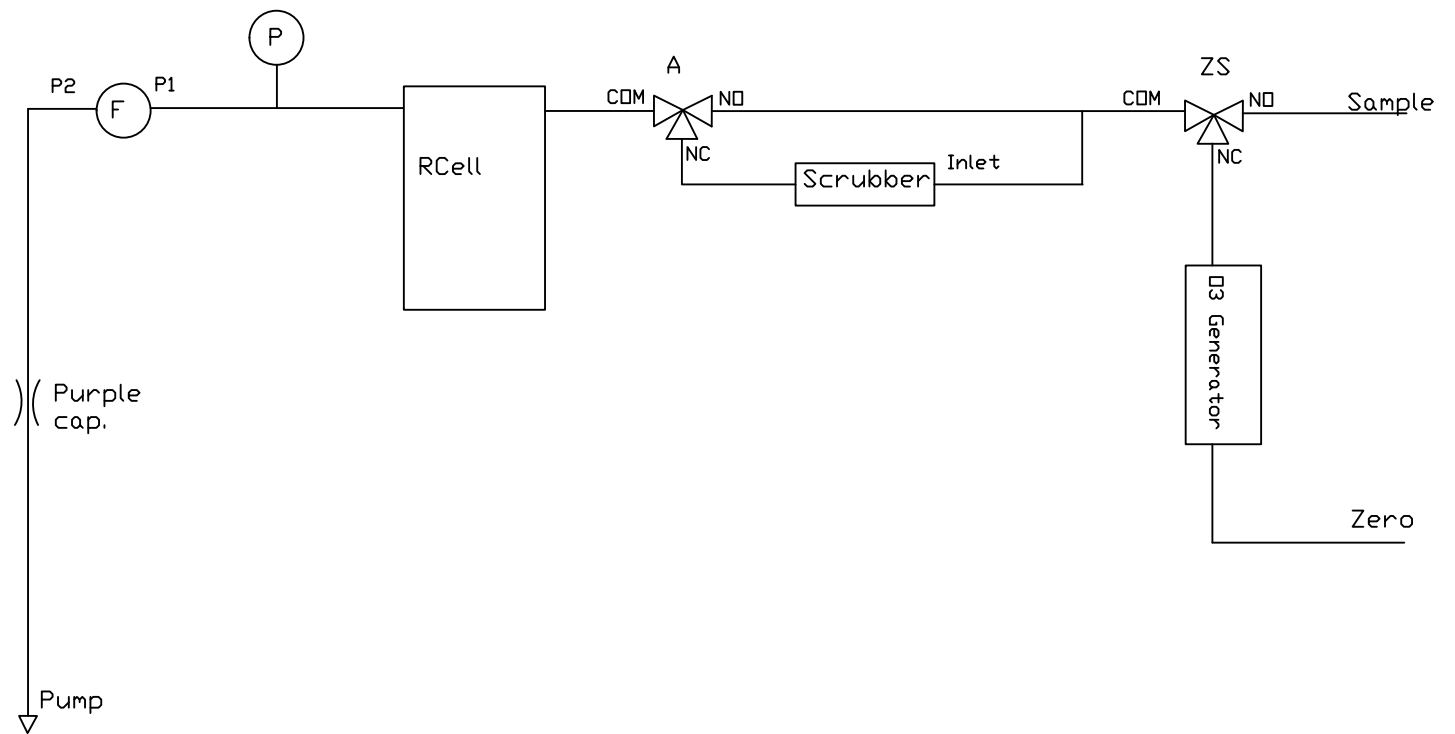 P
A
ZS
P2
F
P1
COM
NO
COM
NO
Sample
RCell
NC
Scrubber
Inlet
NC
O3 Generator
Purple
cap.
Zero
Pump